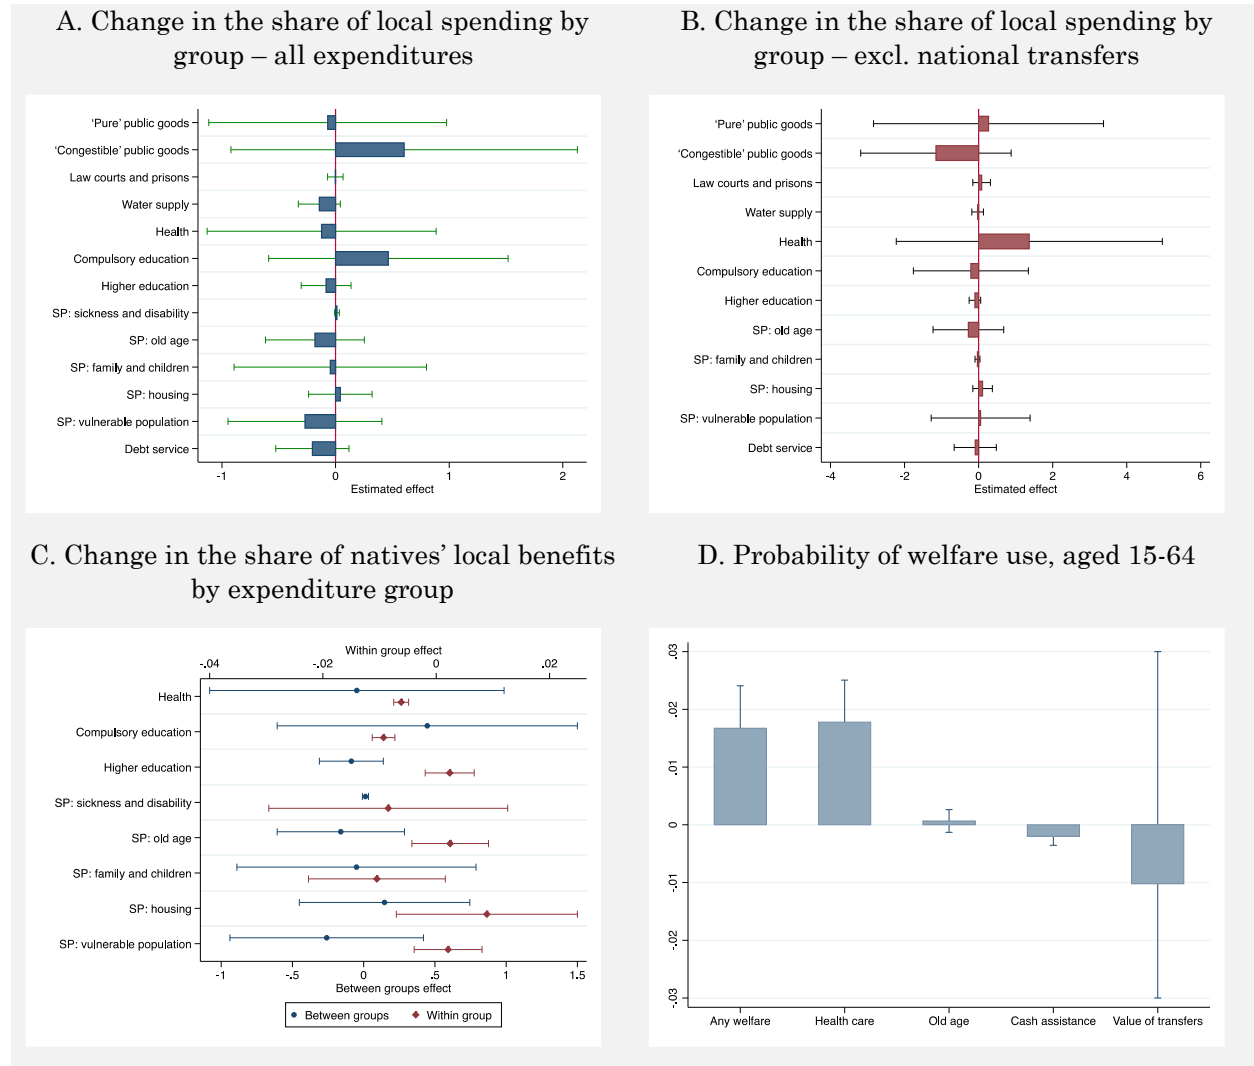 A. Change in the share of local spending by
group – all expenditures
'Pure' public goods
'Congestible' public goods
Law courts and prisons
Water supply
Health
Compulsory education
Higher education
SP: sickness and disability
SP: old age
SP: family and children
SP: housing
SP: vulnerable population
Debt service
-1 0 1 2
Estimated effect
B. Change in the share of local spending by
group – excl. national transfers
'Pure' public goods
'Congestible' public goods
Law courts and prisons
Water supply
Health
Compulsory education
Higher education
SP: old age
SP: family and children
SP: housing
SP: vulnerable population
Debt service
-4 -2 0 2 4 6
Estimated effect
C. Change in the share of natives' local benefits
by expenditure group
Within group effect
-.04 -.02 0 .02
Health
Compulsory education
Higher education
SP: sickness and disability
SP: old age
SP: family and children
SP: housing
SP: vulnerable population
-1 -.5 0 .5 1 1.5
Between groups effect
Between groups Within group
D. Probability of welfare use, aged 15-64
.03
.02
.01
0
-.01
-.02
-.03
Any welfare Health care Old age Cash assistance Value of transfers